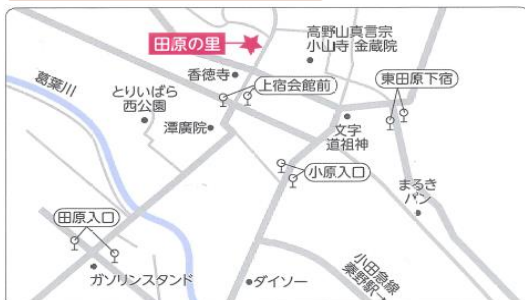 田原の里
高野山真言宗
小山寺 金蔵院
香徳寺
上宿会館前
東田原下宿
葛葉川
とりいばら
西公園
潭廣院
文字
道祖神
小原入口
まるき
パン
田原入口
小田急線
秦野駅
ガソリンスタンド
ダイソー